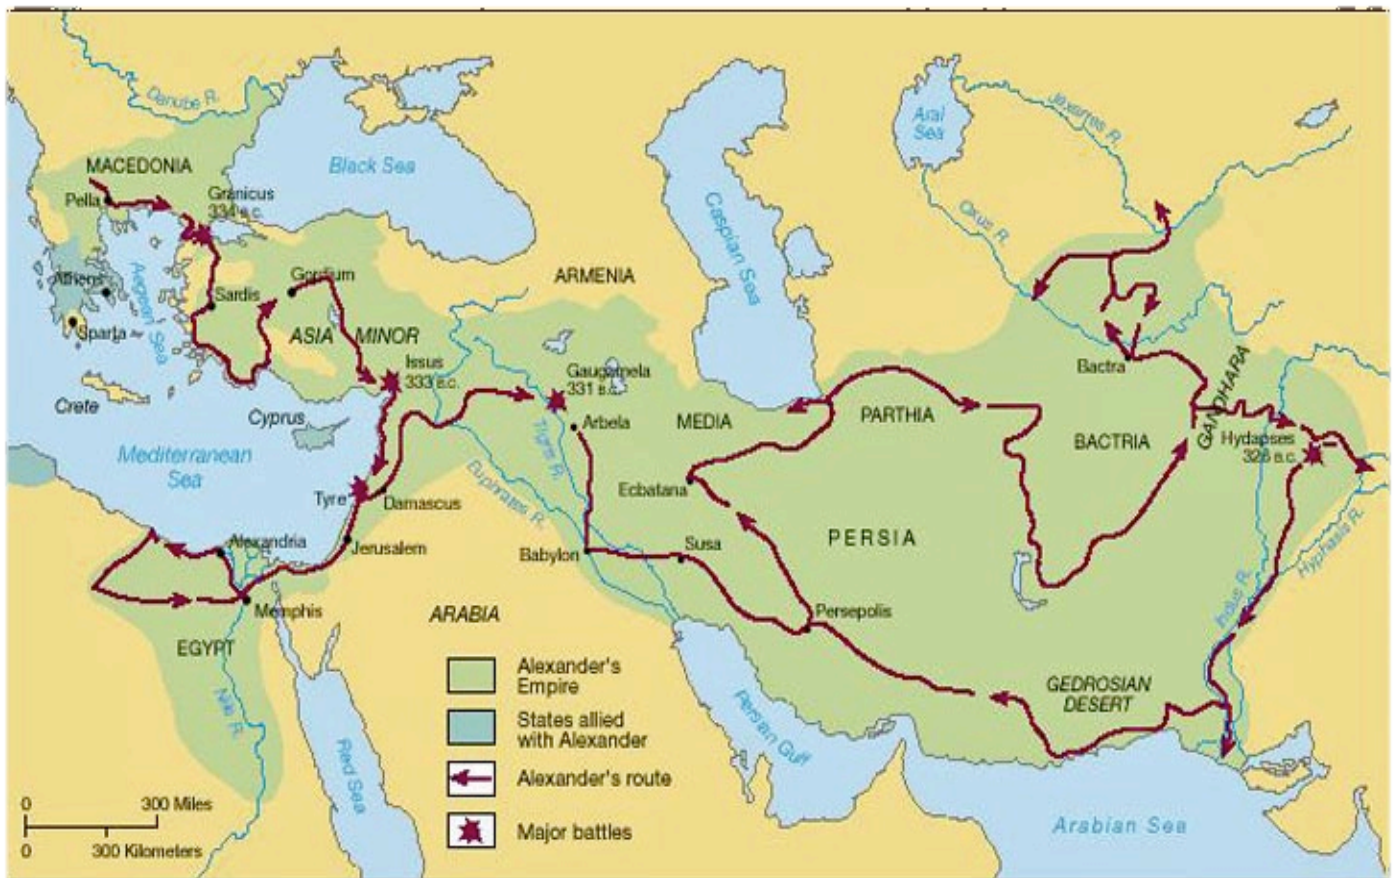 Danube R.
MACEDONIA
Pella
Granicus
334 B.C.
Black Sea
Aral
Sea
Jaxartes R.
Oxus R.
Caspian Sea
Athens
Aegean Sea
Sparta
Sardis
Gordium
ASIA MINOR
ARMENIA
Issus
333 B.C.
Gaugamela
331 B.C.
Arbela
Tigris R.
MEDIA
PARTHIA
Bactra
BACTRIA
GANDHARA
Hydapses
326 B.C.
Crete
Cyprus
Mediterranean
Sea
Tyre
Damascus
Euphrates R.
Ecbatana
PERSIA
Alexandria
Jerusalem
Babylon
Susa
Memphis
ARABIA
Persepolis
Indus R.
Hyphasis R.
EGYPT
Nile R.
Red Sea
Persian Gulf
GEDROSIAN
DESERT
Arabian Sea
Alexander's
Empire
States allied
with Alexander
Alexander's route
Major battles
0 300 Miles
0 300 Kilometers